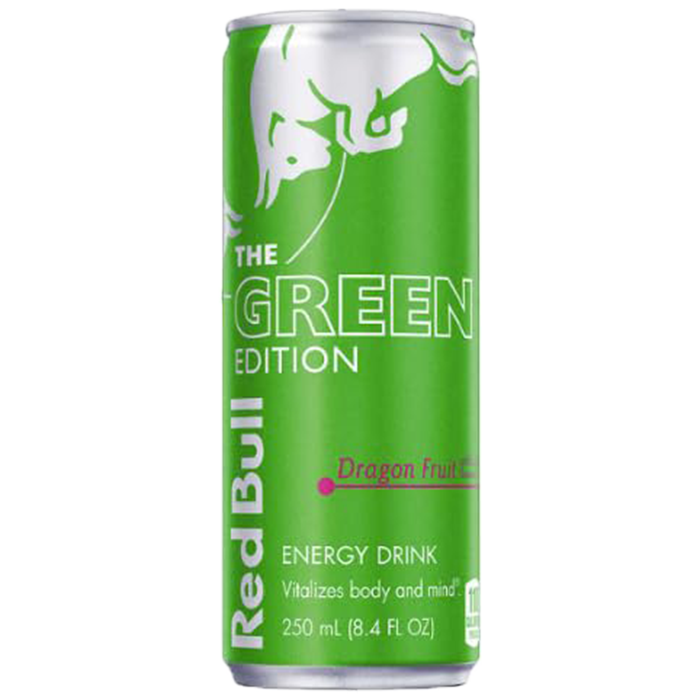 THE
GREEN
EDITION
Red Bull
Dragon Fruit
ENERGY DRINK
Vitalizes body and mind®.
250 mL (8.4 FL OZ)